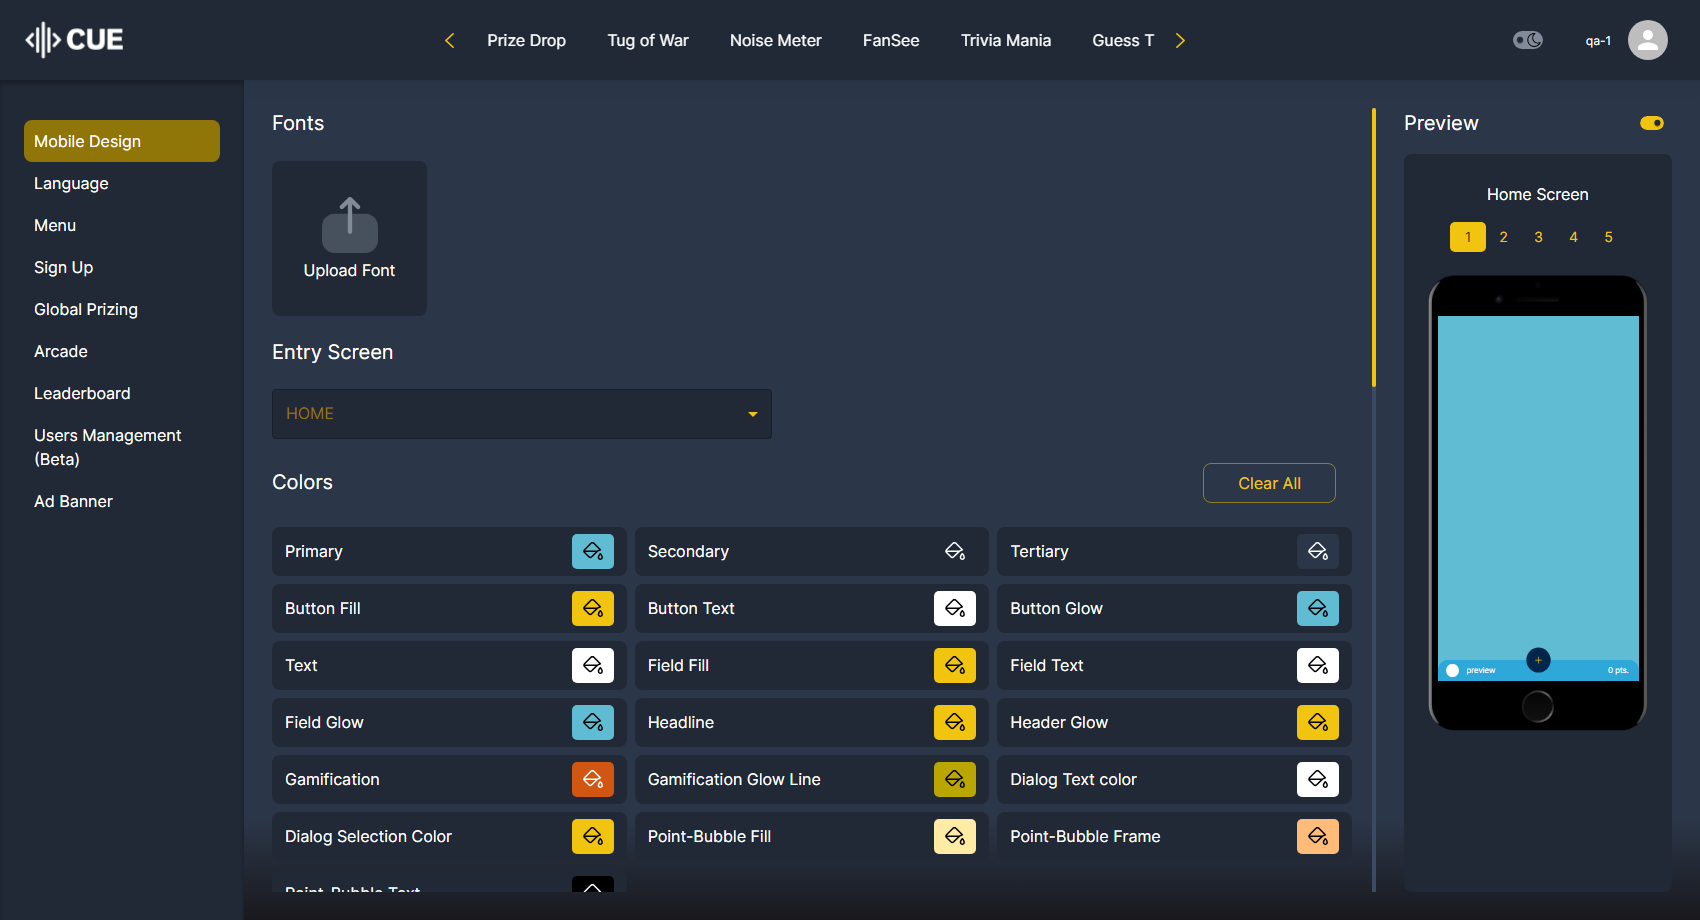 CUE
Prize Drop
Tug of War
Noise Meter
FanSee
Trivia Mania
Guess T
qa-1
Mobile Design
Language
Menu
Sign Up
Global Prizing
Arcade
Leaderboard
Users Management
(Beta)
Ad Banner
Fonts
Upload Font
Entry Screen
HOME
Colors
Clear All
Primary
Secondary
Tertiary
Button Fill
Button Text
Button Glow
Text
Field Fill
Field Text
Field Glow
Headline
Header Glow
Gamification
Gamification Glow Line
Dialog Text color
Dialog Selection Color
Point-Bubble Fill
Point-Bubble Frame
Point-Bubble Text
Preview
Home Screen
1 2 3 4 5
preview
+
0 pts.